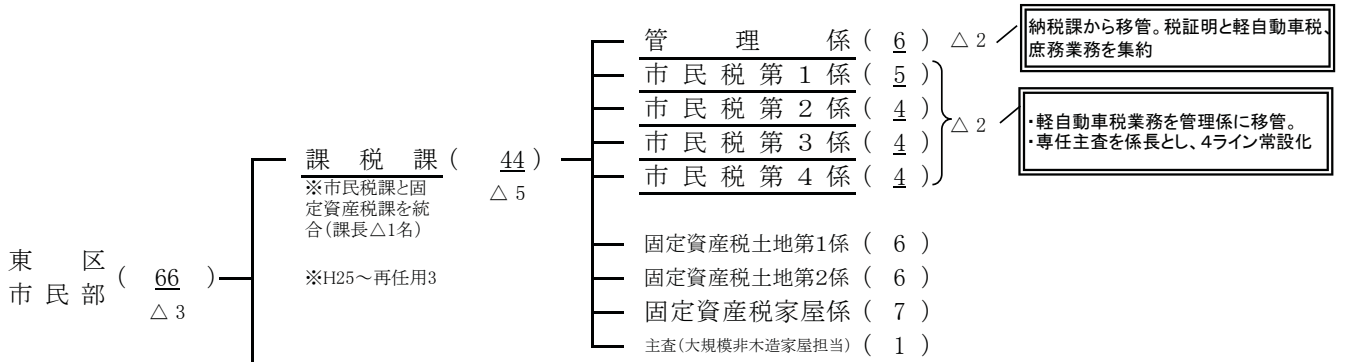 管理係( 6 ) △ 2
納税課から移管。税証明と軽自動車税、
庶務業務を集約
市民税第1係( 5 )
市民税第2係( 4 )
市民税第3係( 4 )
市民税第4係( 4 )
△ 2
・軽自動車税業務を管理係に移管。
・専任主査を係長とし、4ライン常設化
課税課( 44 )
△ 5
※市民税課と固
定資産税課を統
合(課長△1名)
※H25~再任用3
固定資産税土地第1係( 6 )
固定資産税土地第2係( 6 )
固定資産税家屋係( 7 )
主査(大規模非木造家屋担当)( 1 )
東区
市民部( 66 )
△ 3